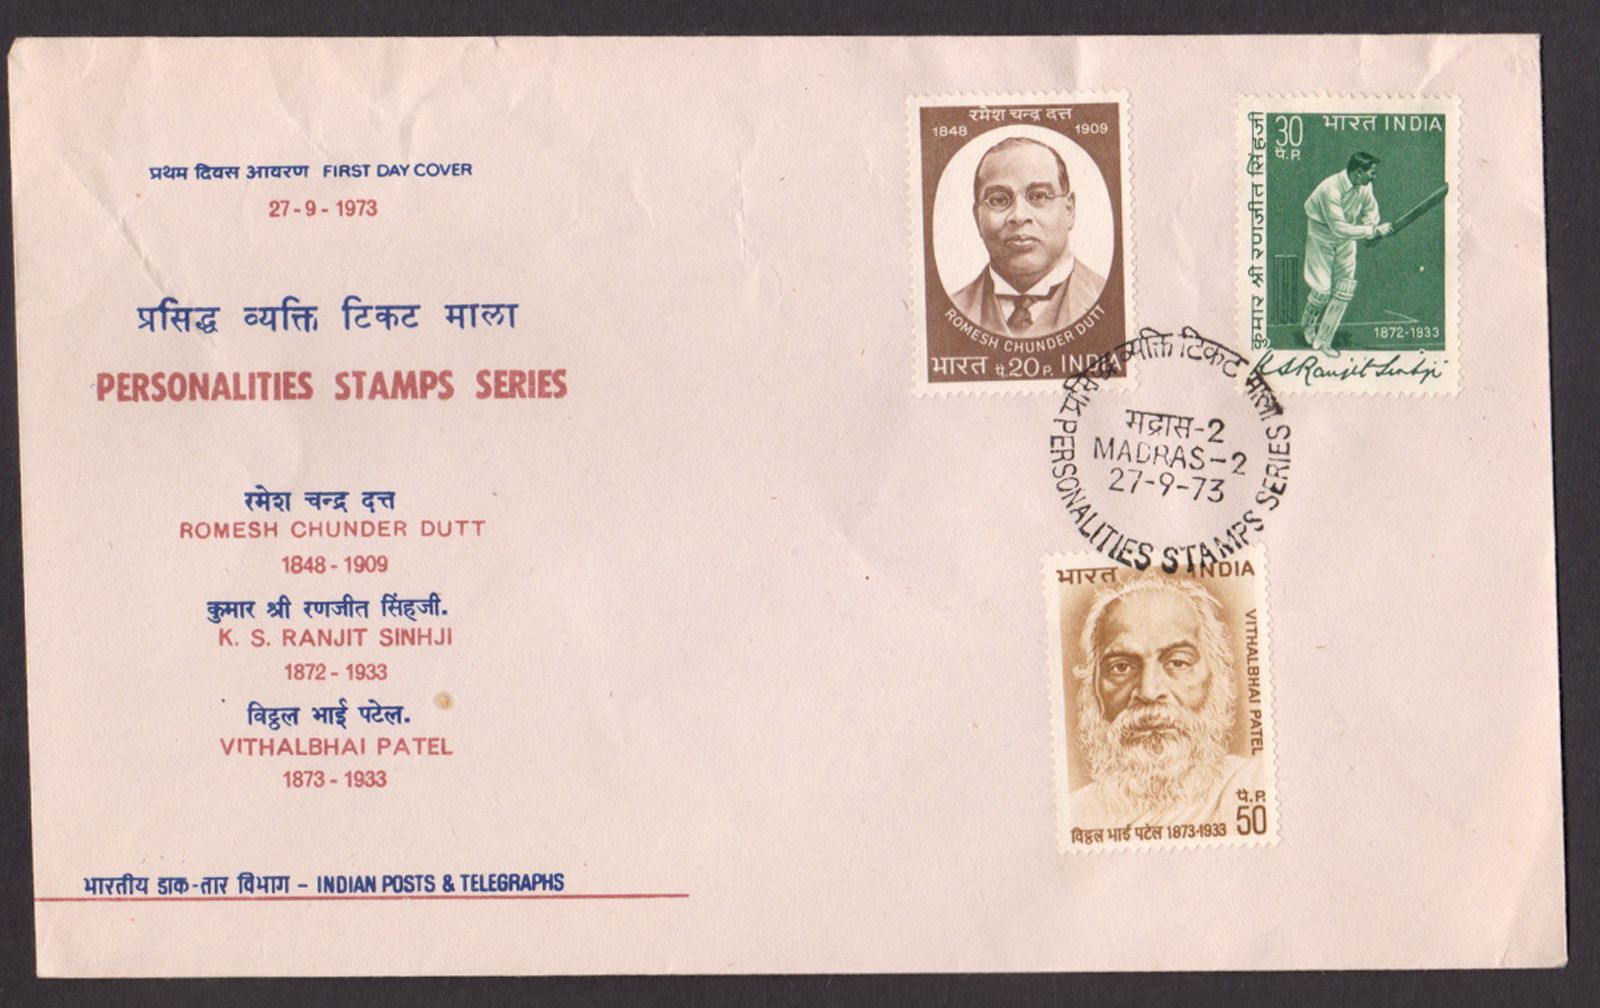 प्रथम दिवस आवरण FIRST DAY COVER
27-9-1973
प्रसिद्ध व्यक्ति टिकट माला
PERSONALITIES STAMPS SERIES
रमेश चन्द्र दत्त
ROMESH CHUNDER DUTT
1848-1909
कुमार श्री रणजीत सिंहजी.
K. S. RANJIT SINHJI
1872-1933
विट्ठल भाई पटेल.
VITHALBHAI PATEL
1873-1933
भारतीय डाक-तार विभाग - INDIAN POSTS & TELEGRAPHS
रमेश चन्द्र दत्त
1848 1909
ROMESH CHUNDER DUTT
भारत पै.20P. INDIA
30 भारत INDIA
पै. P.
कुमार श्री रणजीत सिंहजी
1872-1933
K S Ranjit Sinhji
प्रसिद्ध व्यक्ति टिकट माला
मद्रास-2
MADRAS-2
27-9-73
PERSONALITIES STAMPS SERIES
भारत INDIA
VITHALBHAI PATEL
पै. P.
50
विट्ठल भाई पटेल 1873-1933